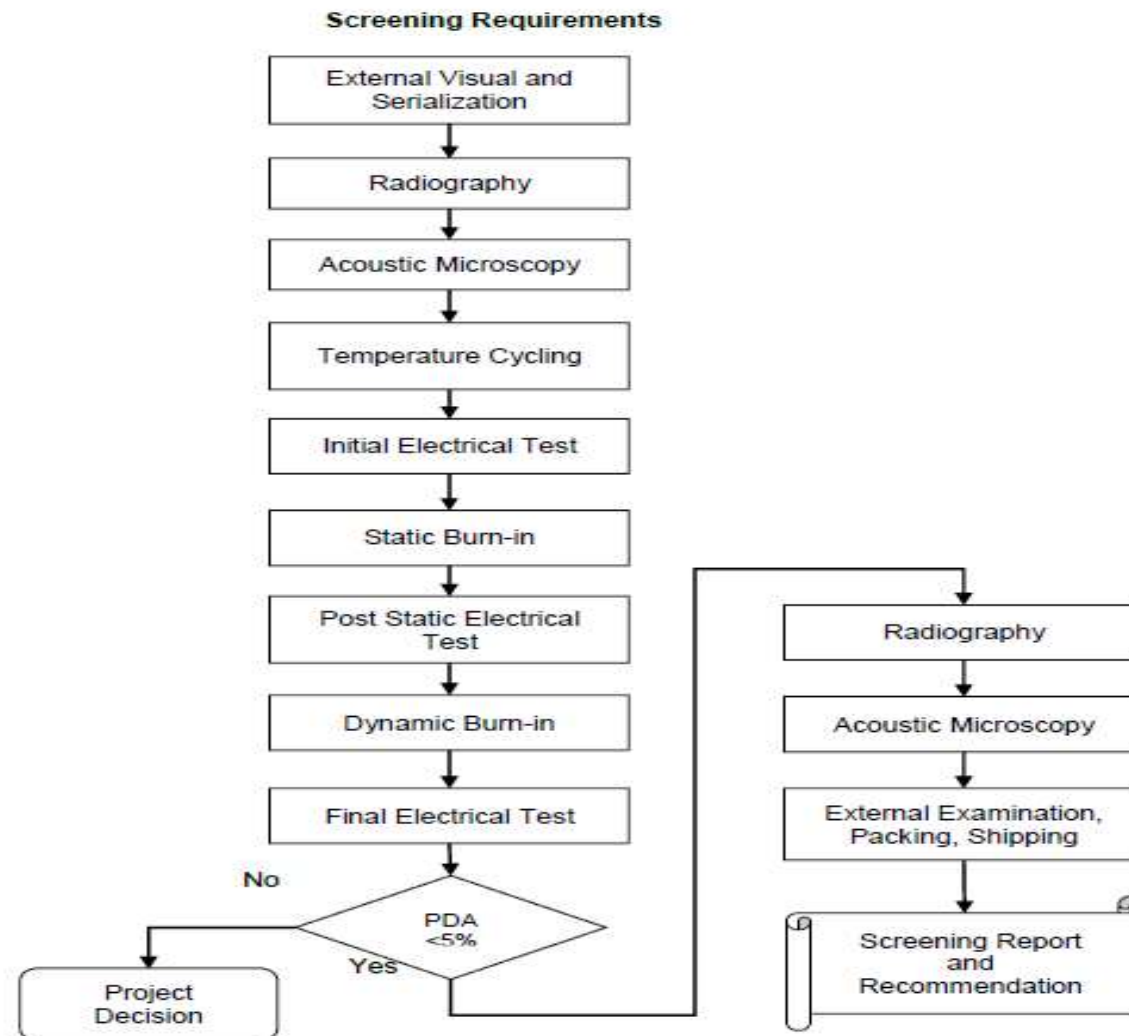 Screening Requirements
External Visual and
Serialization
Radiography
Acoustic Microscopy
Temperature Cycling
Initial Electrical Test
Static Burn-in
Post Static Electrical
Test
Dynamic Burn-in
Final Electrical Test
No
PDA
<5%
Yes
Project
Decision
Radiography
Acoustic Microscopy
External Examination,
Packing, Shipping
Screening Report
and
Recommendation